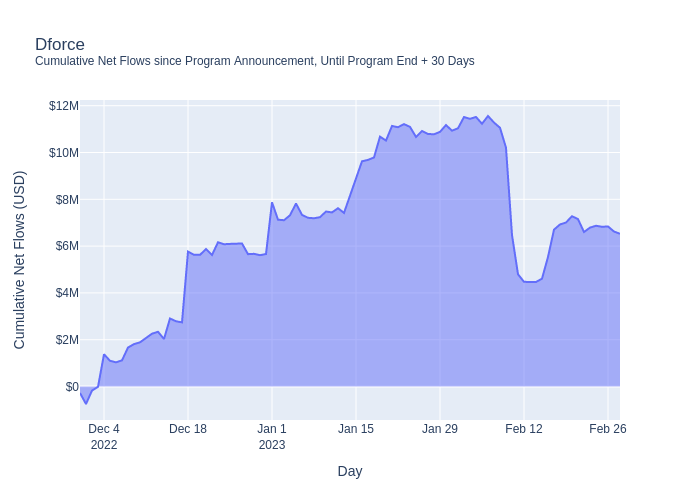 Dforce
Cumulative Net Flows since Program Announcement, Until Program End + 30 Days
Cumulative Net Flows (USD)
$12M
$10M
$8M
$6M
$4M
$2M
$0
Dec 4
2022
Dec 18
Jan 1
2023
Jan 15
Jan 29
Feb 12
Feb 26
Day